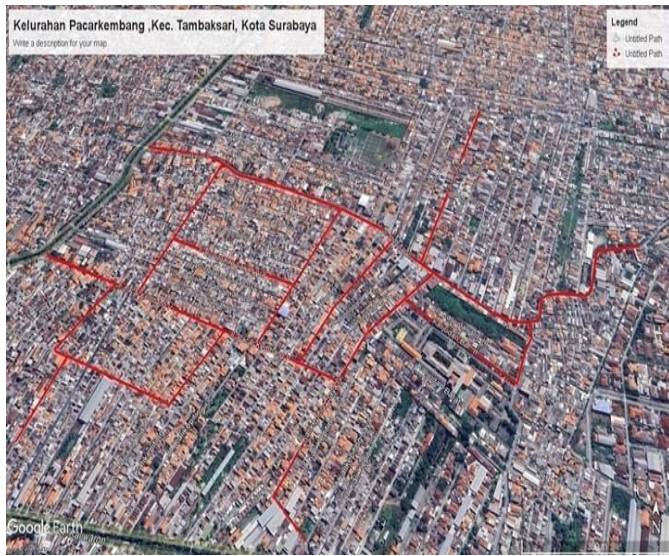 Kelurahan Pacarkembang ,Kec. Tambaksari, Kota Surabaya
Write a description for your map.
Legend
Untitled Path
Untitled Path
Google Earth